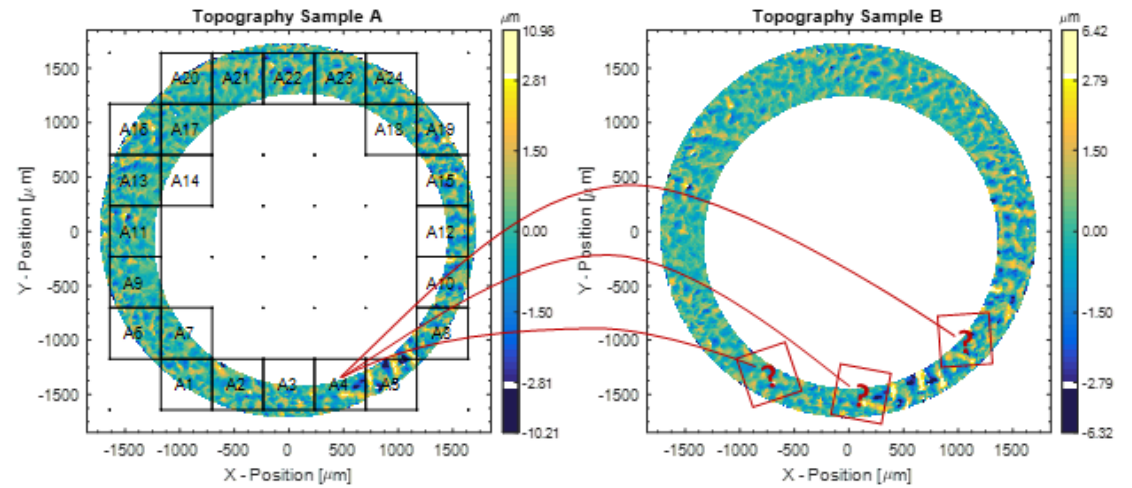 Topography Sample A
μm
10.96
2.81
1.50
0.00
-1.50
-2.81
-10.21
1500
1000
500
0
-500
-1000
-1500
Y - Position [μm]
A20 A21 A22 A23 A24
A16 A17 A18 A19
A13 A14 A15
A11 A12
A9 A10
A6 A7 A8
A1 A2 A3 A4 A5
-1500 -1000 -500 0 500 1000 1500
X - Position [μm]
Topography Sample B
μm
6.42
2.79
1.50
0.00
-1.50
-2.79
-6.32
1500
1000
500
0
-500
-1000
-1500
Y - Position [μm]
?
? ?
-1500 -1000 -500 0 500 1000 1500
X - Position [μm]